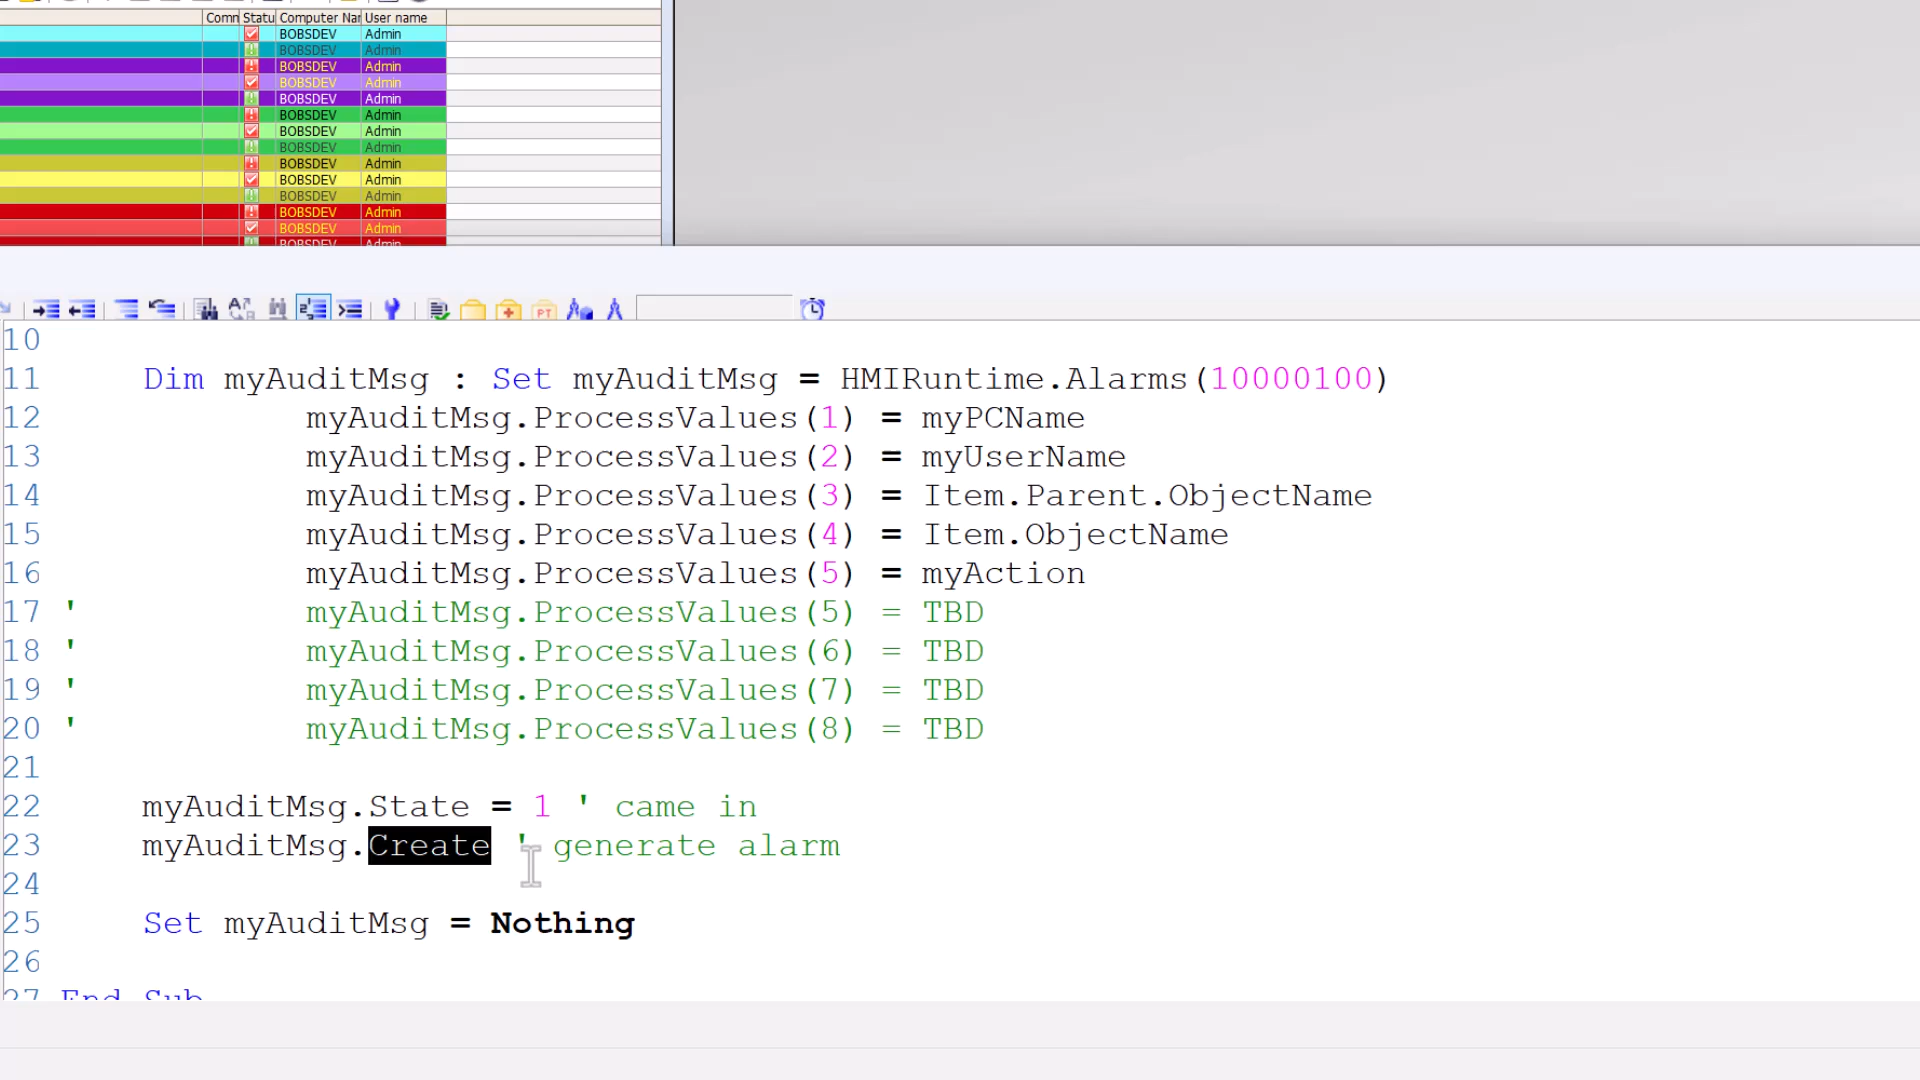 Comm Statu Computer Nar User name
BOBSDEV Admin
BOBSDEV Admin
BOBSDEV Admin
BOBSDEV Admin
BOBSDEV Admin
BOBSDEV Admin
BOBSDEV Admin
BOBSDEV Admin
BOBSDEV Admin
BOBSDEV Admin
BOBSDEV Admin
BOBSDEV Admin
BOBSDEV Admin
BOBSDEV Admin
PT
10
11 Dim myAuditMsg : Set myAuditMsg = HMIRuntime.Alarms(10000100)
12 myAuditMsg.ProcessValues(1) = myPCName
13 myAuditMsg.ProcessValues(2) = myUserName
14 myAuditMsg.ProcessValues(3) = Item.Parent.ObjectName
15 myAuditMsg.ProcessValues(4) = Item.ObjectName
16 myAuditMsg.ProcessValues(5) = myAction
17 ' myAuditMsg.ProcessValues(5) = TBD
18 ' myAuditMsg.ProcessValues(6) = TBD
19 ' myAuditMsg.ProcessValues(7) = TBD
20 ' myAuditMsg.ProcessValues(8) = TBD
21
22 myAuditMsg.State = 1 ' came in
23 myAuditMsg.Create ' generate alarm
24
25 Set myAuditMsg = Nothing
26
27 End Sub